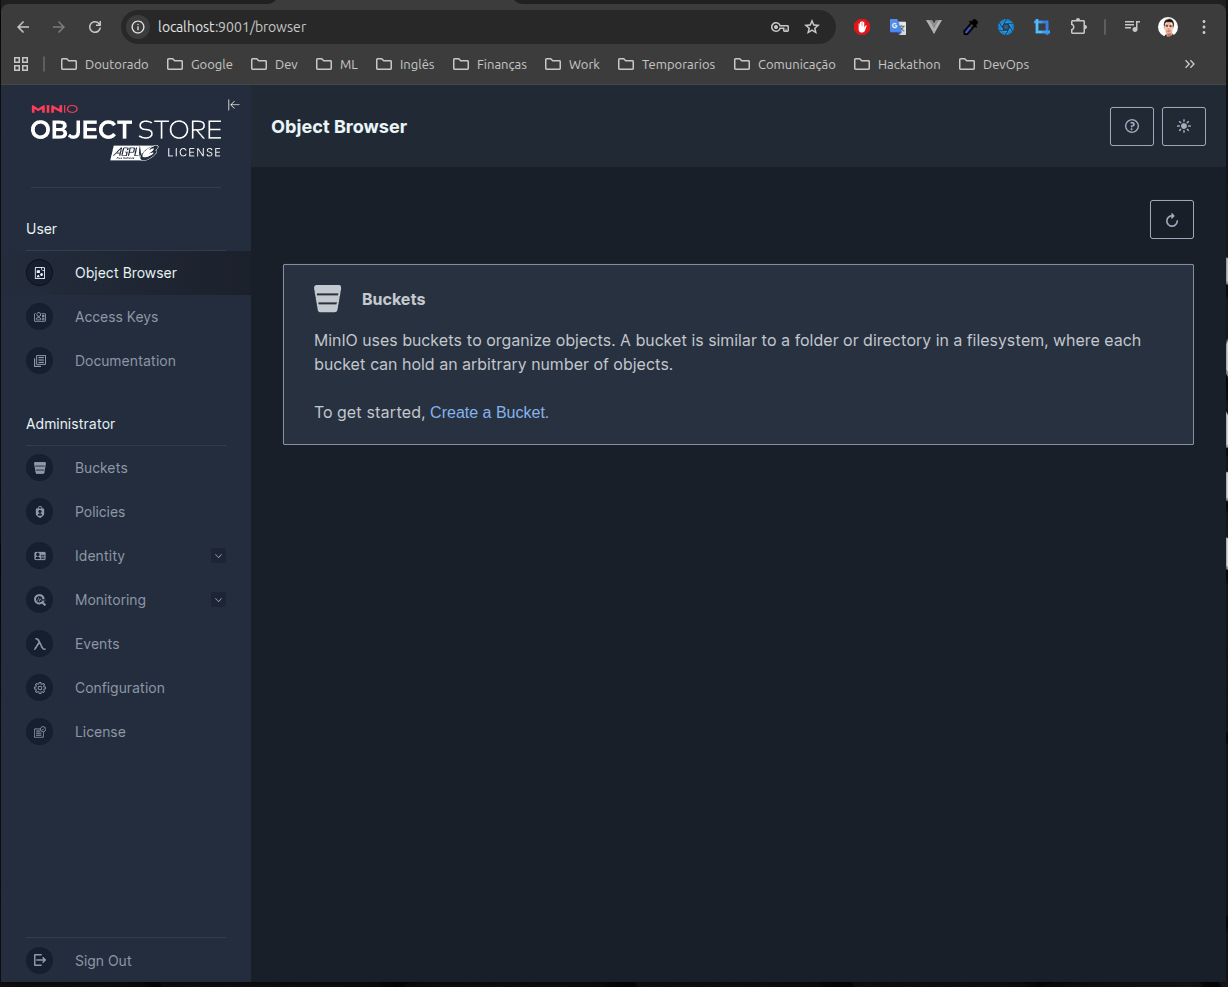 localhost:9001/browser
Doutorado Google Dev ML Inglês Finanças Work Temporarios Comunicação Hackathon DevOps
MINIO
OBJECT STORE
AGPL LICENSE
Object Browser
User
Object Browser
Access Keys
Documentation
Administrator
Buckets
Policies
Identity
Monitoring
Events
Configuration
License
Sign Out
Buckets
MinIO uses buckets to organize objects. A bucket is similar to a folder or directory in a filesystem, where each
bucket can hold an arbitrary number of objects.
To get started, Create a Bucket.